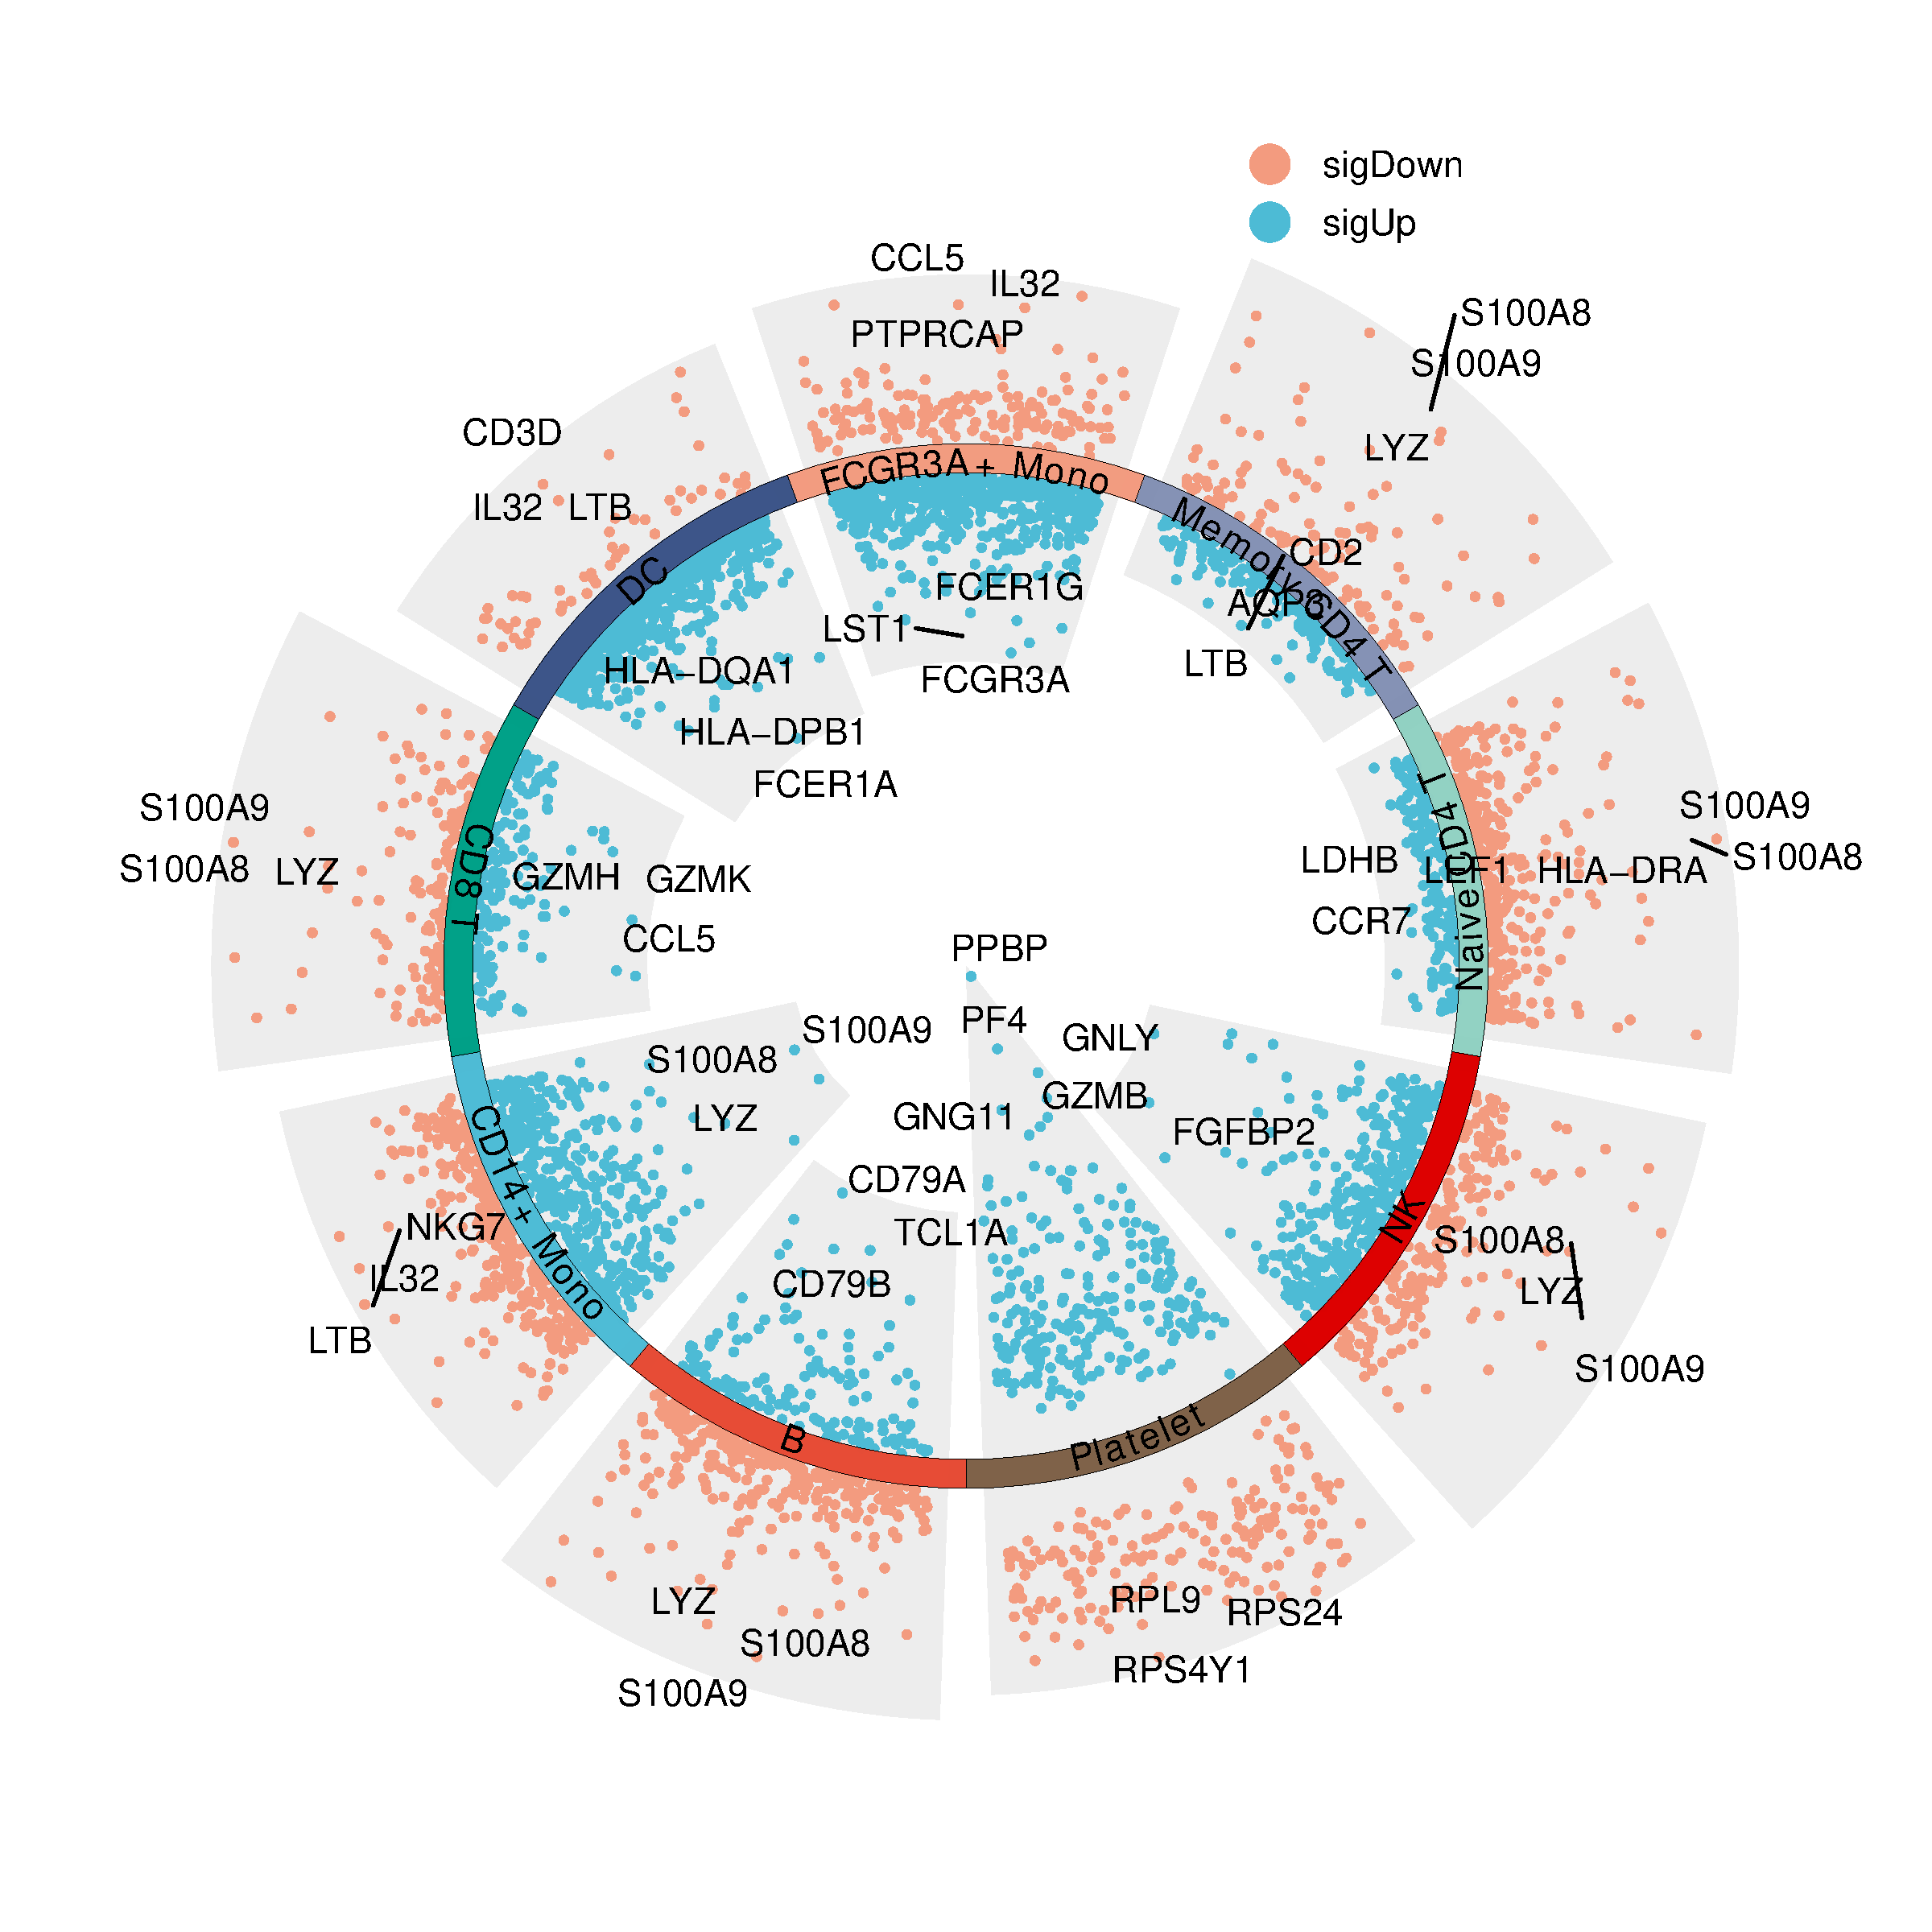 sigDown
sigUp
CCL5
IL32
PTPRCAP
S100A8
S100A9
LYZ
CD3D
IL32
LTB
FCGR3A+ Mono
Memory CD4 T
CD2
AQP3
LTB
DC
FCER1G
LST1
FCGR3A
HLA−DQA1
HLA−DPB1
FCER1A
S100A9
S100A8
LYZ
CD8 T
GZMH
GZMK
CCL5
LDHB
LEF1
CCR7
Naive CD4 T
HLA−DRA
S100A9
S100A8
PPBP
PF4
GNG11
S100A9
S100A8
LYZ
GNLY
GZMB
FGFBP2
CD14+ Mono
NKG7
IL32
LTB
CD79A
TCL1A
CD79B
NK
S100A8
LYZ
S100A9
B
Platelet
LYZ
S100A8
S100A9
RPL9
RPS24
RPS4Y1